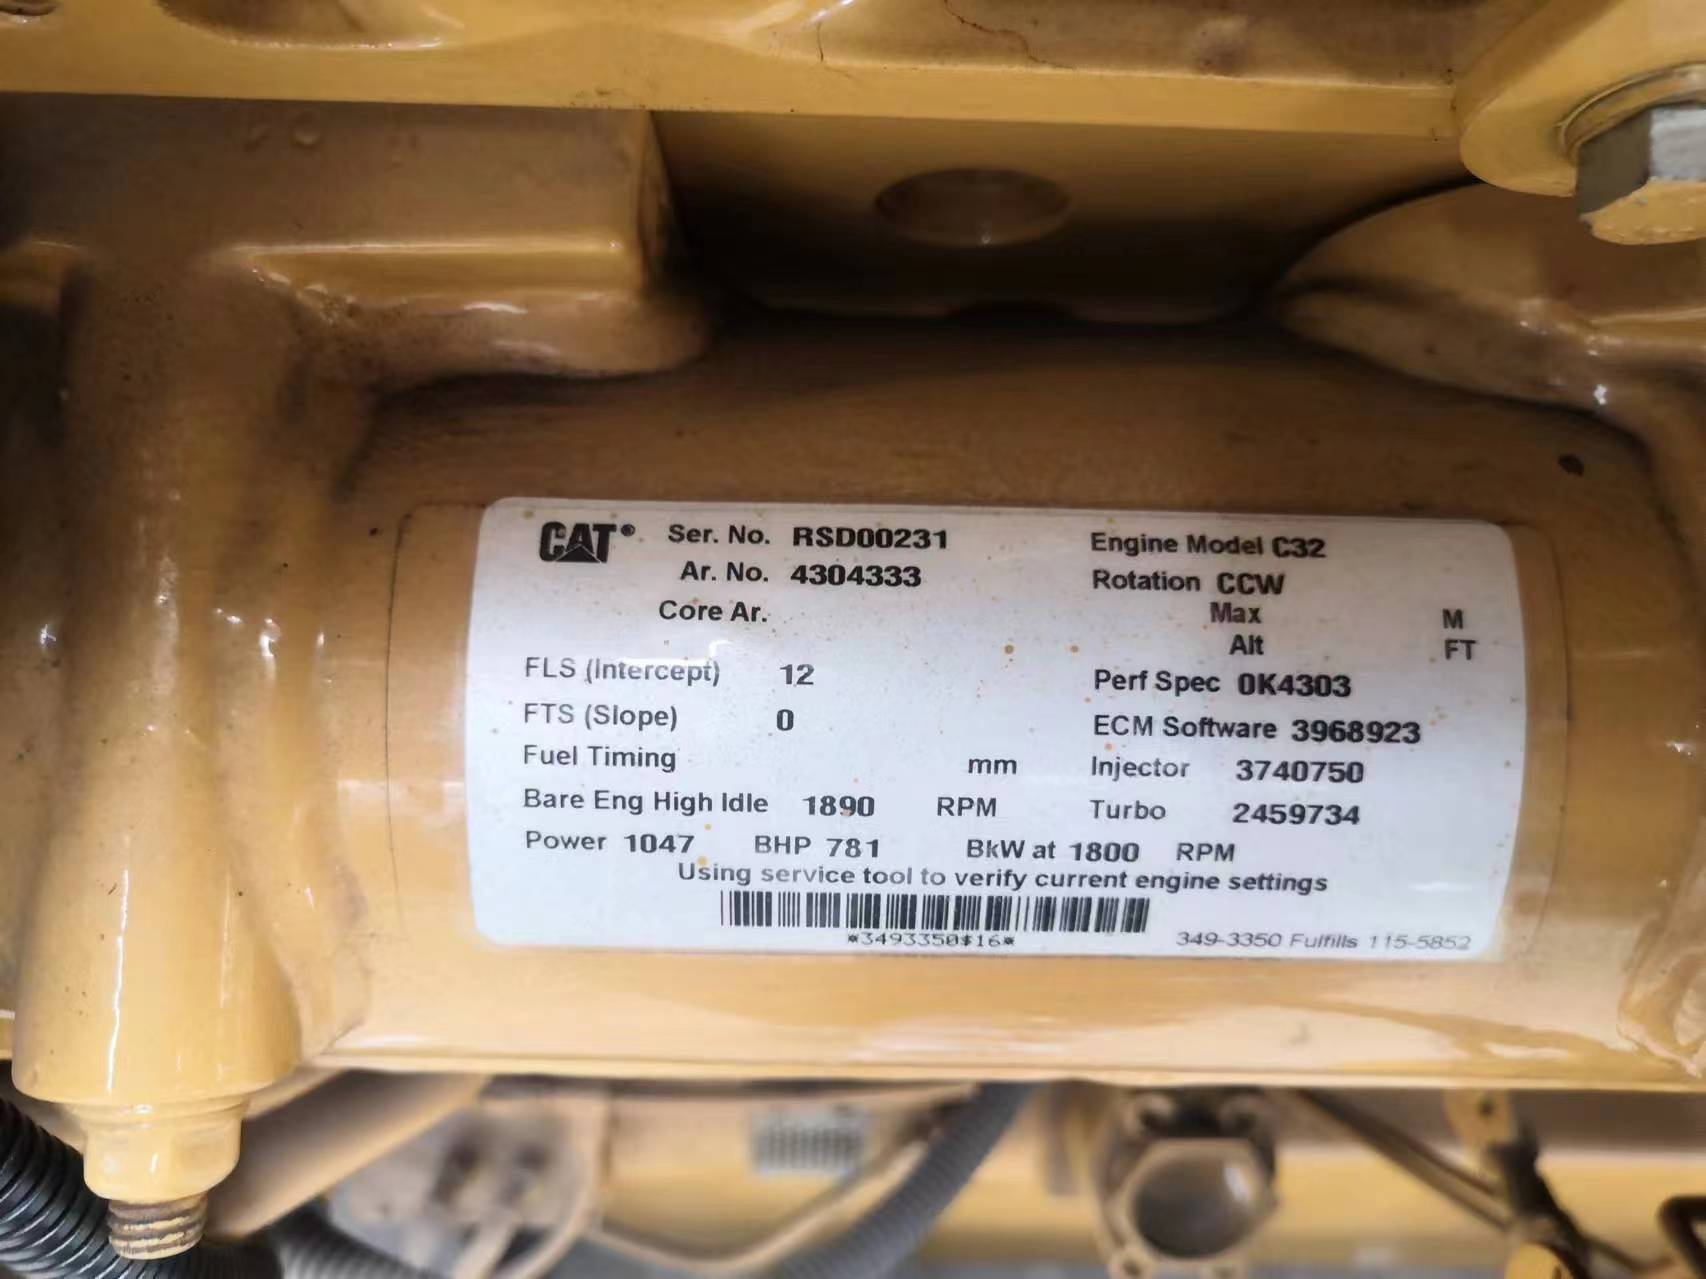 CAT® Ser. No. RSD00231 Engine Model C32
Ar. No. 4304333 Rotation CCW
Core Ar. Max M
Alt FT
FLS (Intercept) 12 Perf Spec 0K4303
FTS (Slope) 0 ECM Software 3968923
Fuel Timing mm Injector 3740750
Bare Eng High Idle 1890 RPM Turbo 2459734
Power 1047 BHP 781 BkW at 1800 RPM
Using service tool to verify current engine settings
*3493350$16* 349-3350 Fulfills 115-5852